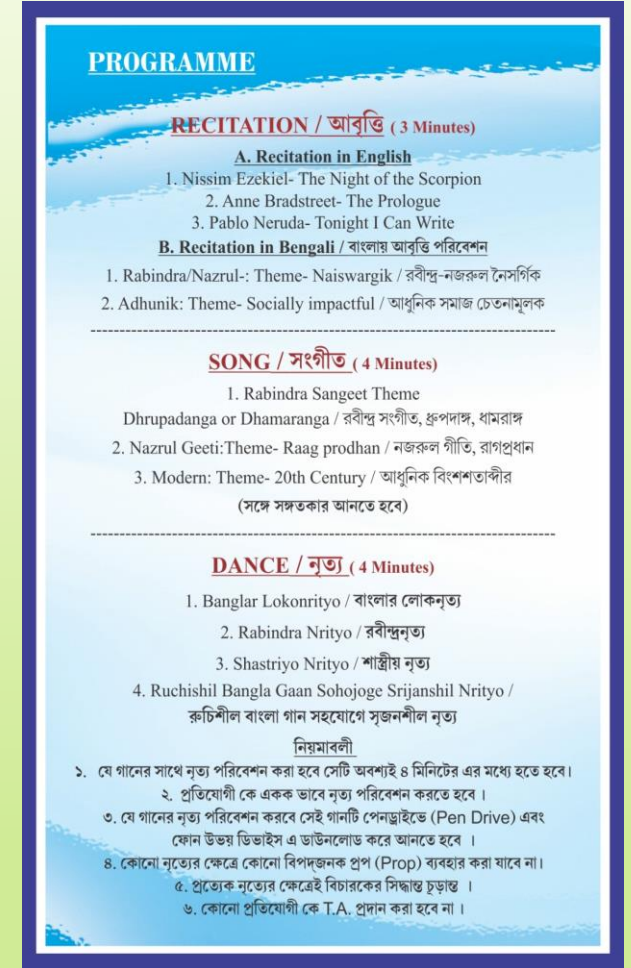 PROGRAMME
RECITATION / আবৃত্তি ( 3 Minutes)
A. Recitation in English
1. Nissim Ezekiel- The Night of the Scorpion
2. Anne Bradstreet- The Prologue
3. Pablo Neruda- Tonight I Can Write
B. Recitation in Bengali / বাংলায় আবৃত্তি পরিবেশন
1. Rabindra/Nazrul-: Theme- Naiswargik / রবীন্দ্র-নজরুল নৈসর্গিক
2. Adhunik: Theme- Socially impactful / আধুনিক সমাজ চেতনামূলক
SONG / সংগীত ( 4 Minutes)
1. Rabindra Sangeet Theme
Dhrupadanga or Dhamaranga / রবীন্দ্র সংগীত, ধ্রুপদাঙ্গ, ধামরাঙ্গ
2. Nazrul Geeti:Theme- Raag prodhan / নজরুল গীতি, রাগপ্রধান
3. Modern: Theme- 20th Century / আধুনিক বিংশশতাব্দীর
(সঙ্গে সঙ্গতকার আনতে হবে)
DANCE / নৃত্য ( 4 Minutes)
1. Banglar Lokonrityo / বাংলার লোকনৃত্য
2. Rabindra Nrityo / রবীন্দ্রনৃত্য
3. Shastriyo Nrityo / শাস্ত্রীয় নৃত্য
4. Ruchishil Bangla Gaan Sohojoge Srijanshil Nrityo /
রুচিশীল বাংলা গান সহযোগে সৃজনশীল নৃত্য
নিয়মাবলী
১. যে গানের সাথে নৃত্য পরিবেশন করা হবে সেটি অবশ্যই ৪ মিনিটের এর মধ্যে হতে হবে।
২. প্রতিযোগী কে একক ভাবে নৃত্য পরিবেশন করতে হবে ।
৩. যে গানের নৃত্য পরিবেশন করবে সেই গানটি পেনড্রাইভে (Pen Drive) এবং
ফোন উভয় ডিভাইস এ ডাউনলোড করে আনতে হবে ।
৪. কোনো নৃত্যের ক্ষেত্রে কোনো বিপদ্জনক প্রপ (Prop) ব্যবহার করা যাবে না।
৫. প্রত্যেক নৃত্যের ক্ষেত্রেই বিচারকের সিদ্ধান্ত চূড়ান্ত ।
৬. কোনো প্রতিযোগী কে T.A. প্রদান করা হবে না ।